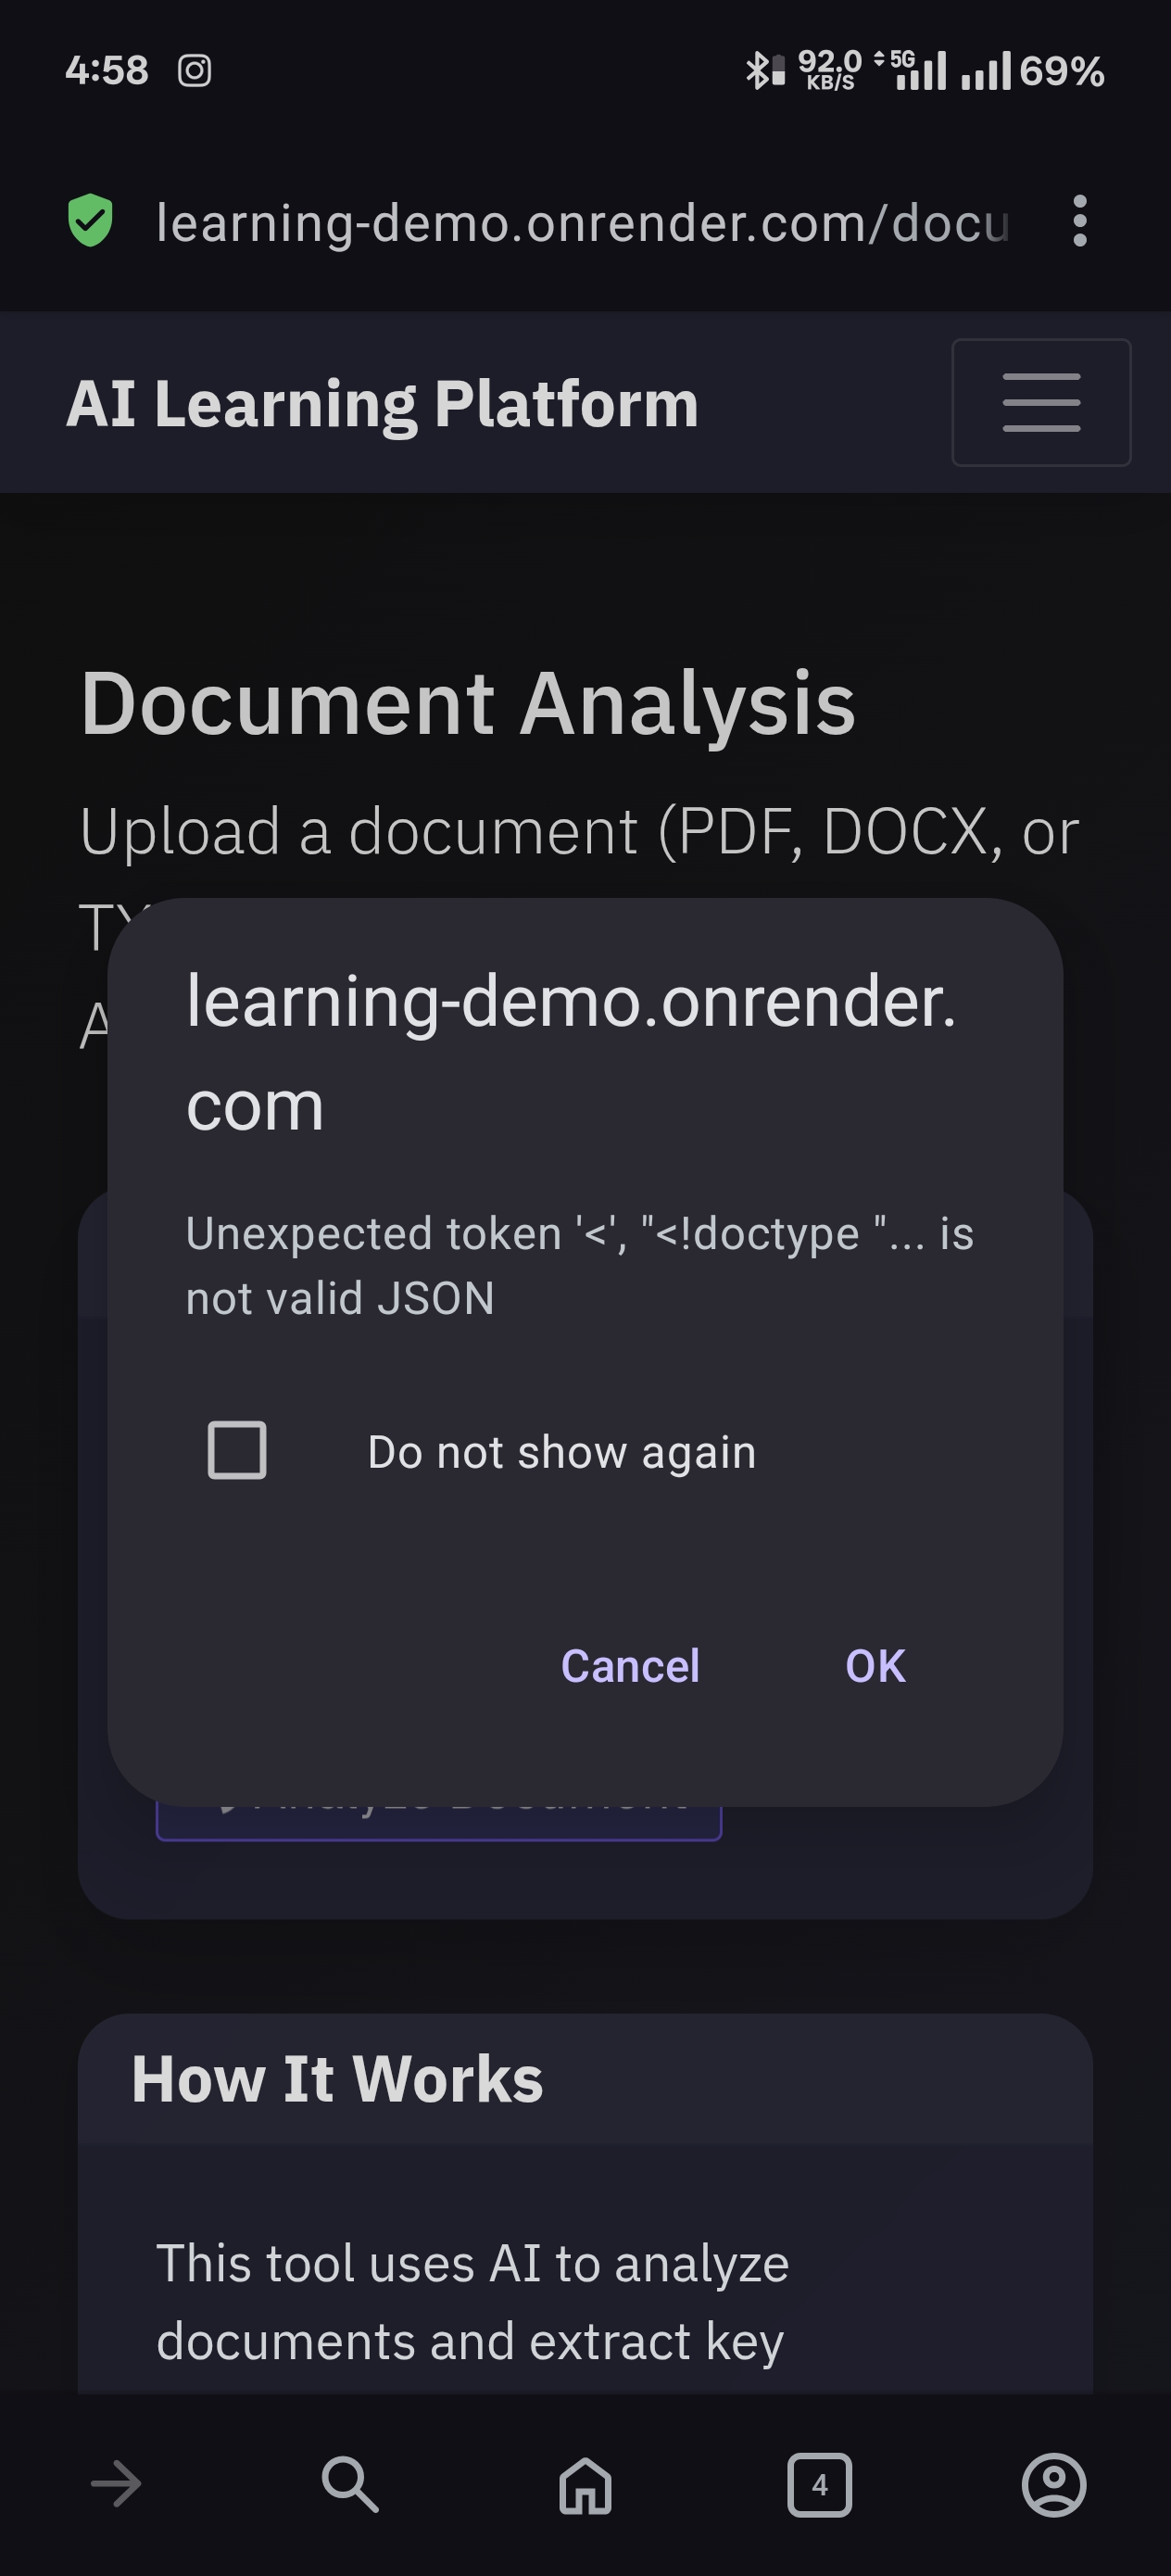 4:58
92.0
KB/S
5G
69%
learning-demo.onrender.com/docu
AI Learning Platform
Document Analysis
Upload a document (PDF, DOCX, or
learning-demo.onrender.
com
Unexpected token '<', "<!doctype "... is
not valid JSON
Do not show again
Cancel
OK
How It Works
This tool uses AI to analyze
documents and extract key
4